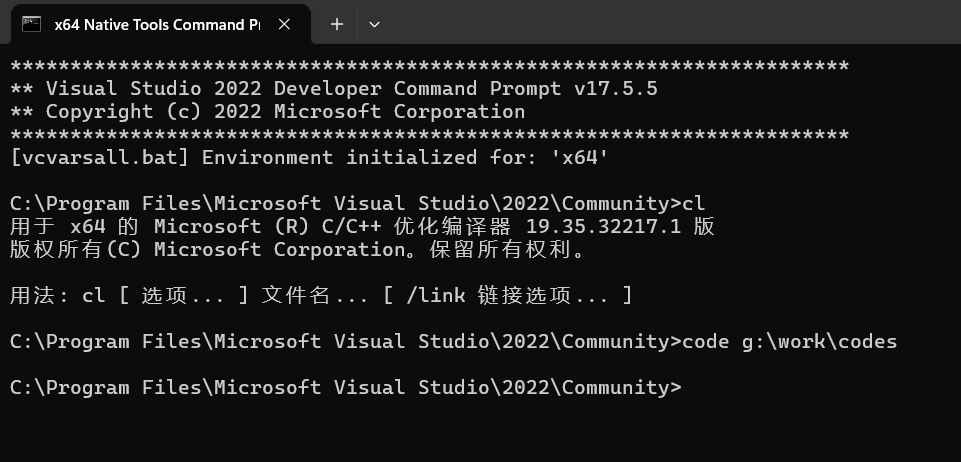 x64 Native Tools Command Pr
**********************************************************************
** Visual Studio 2022 Developer Command Prompt v17.5.5
** Copyright (c) 2022 Microsoft Corporation
**********************************************************************
[vcvarsall.bat] Environment initialized for: 'x64'
C:\Program Files\Microsoft Visual Studio\2022\Community>cl
用于 x64 的 Microsoft (R) C/C++ 优化编译器 19.35.32217.1 版
版权所有(C) Microsoft Corporation。保留所有权利。
用法: cl [ 选项... ] 文件名... [ /link 链接选项... ]
C:\Program Files\Microsoft Visual Studio\2022\Community>code g:\work\codes
C:\Program Files\Microsoft Visual Studio\2022\Community>